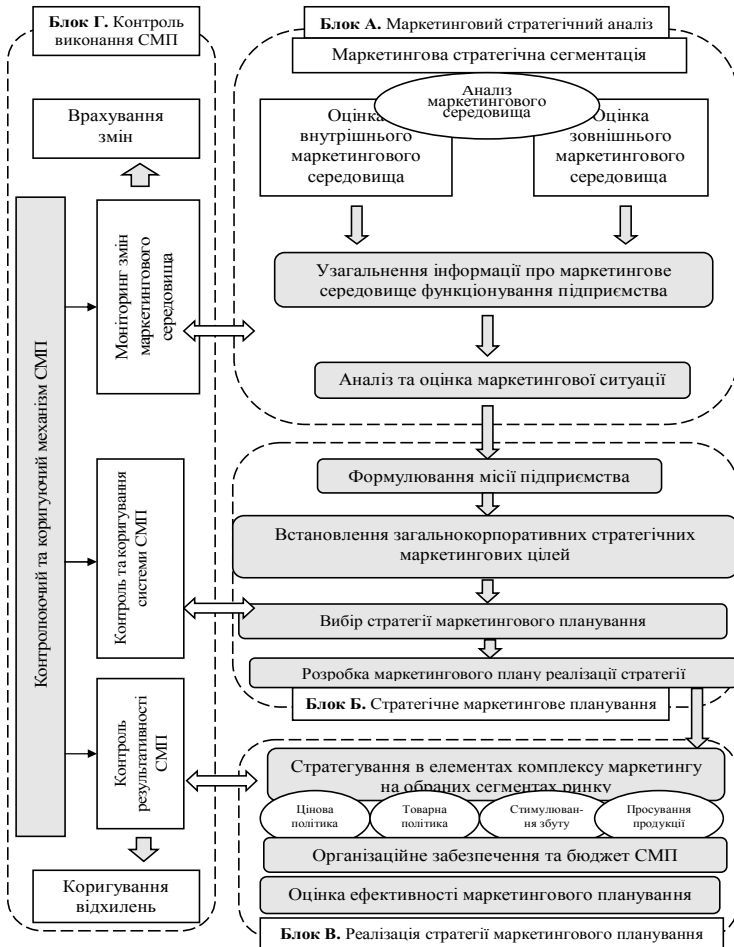 Блок Г. Контроль
виконання СМП
Врахування
змін
Контролюючий та коригуючий механізм СМП
Моніторинг змін
маркетингового
середовища
Контроль та коригування
системи СМП
Контроль
результативності
СМП
Коригування
відхилень
Блок А. Маркетинговий стратегічний аналіз
Маркетингова стратегічна сегментація
Аналіз
маркетингового
середовища
Оцінка
внутрішнього
маркетингового
середовища
Оцінка
зовнішнього
маркетингового
середовища
Узагальнення інформації про маркетингове
середовище функціонування підприємства
Аналіз та оцінка маркетингової ситуації
Формулювання місії підприємства
Встановлення загальнокорпоративних стратегічних
маркетингових цілей
Вибір стратегії маркетингового планування
Розробка маркетингового плану реалізації стратегії
Блок Б. Стратегічне маркетингове планування
Стратегування в елементах комплексу маркетингу
на обраних сегментах ринку
Цінова
політика
Товарна
політика
Стимулюван-
ня збуту
Просування
продукції
Організаційне забезпечення та бюджет СМП
Оцінка ефективності маркетингового планування
Блок В. Реалізація стратегії маркетингового планування